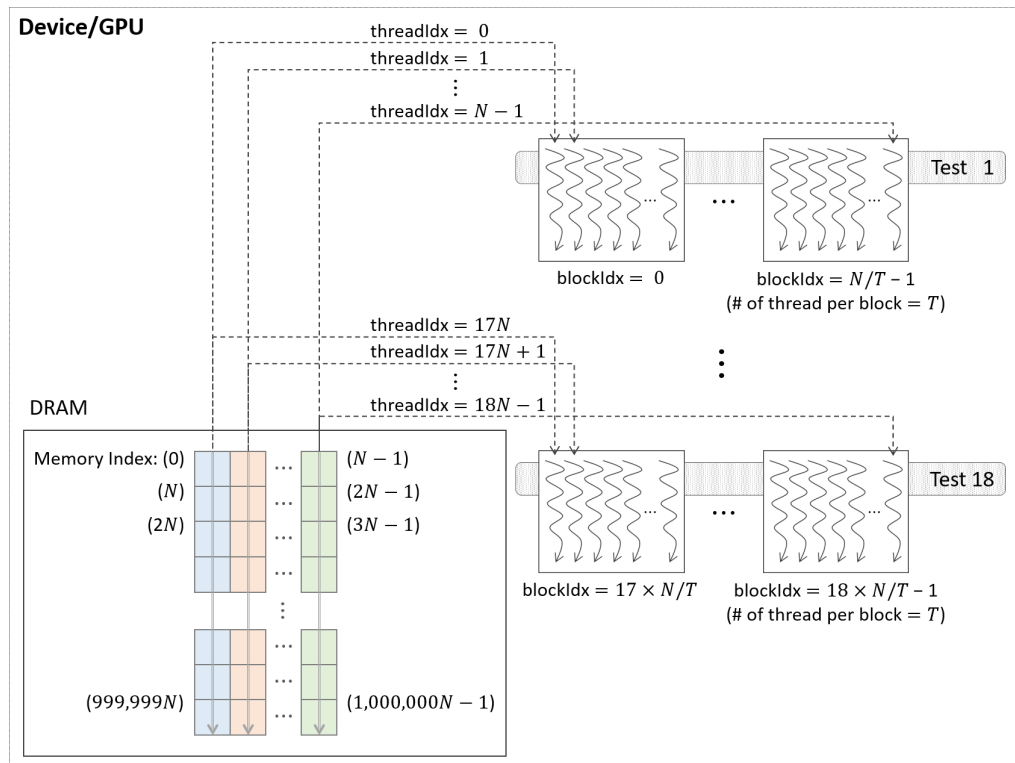 Device/GPU
threadIdx = 0
threadIdx = 1
⋮
threadIdx = N − 1
Test 1
...
...
...
blockIdx = 0
blockIdx = N/T − 1
(# of thread per block = T)
⋮
threadIdx = 17N
threadIdx = 17N + 1
⋮
threadIdx = 18N − 1
DRAM
Memory Index: (0)
...
(N − 1)
(N)
...
(2N − 1)
(2N)
...
(3N − 1)
...
⋮
...
...
(999,999N)
...
(1,000,000N − 1)
Test 18
...
...
...
blockIdx = 17 × N/T
blockIdx = 18 × N/T − 1
(# of thread per block = T)